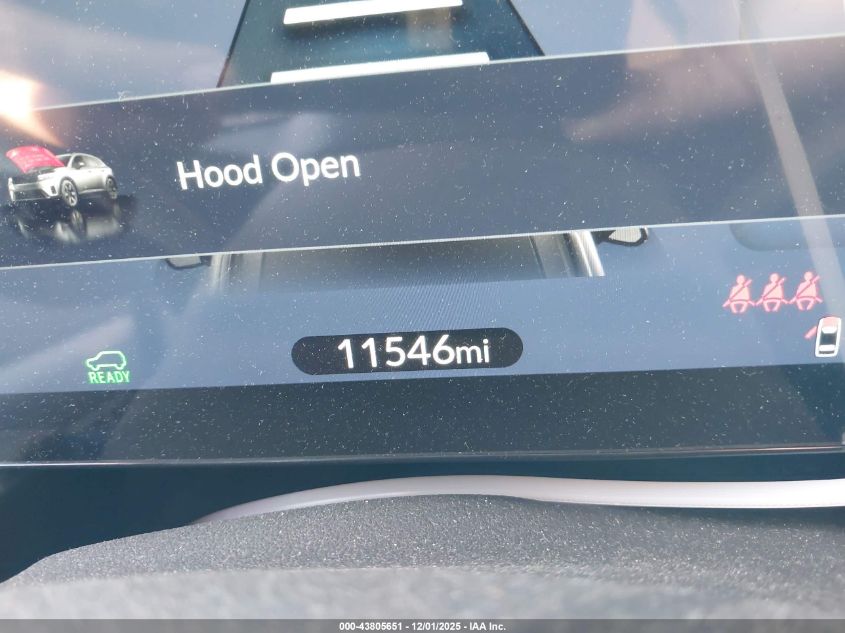 Hood Open
11546mi
READY
000-43805651 - 12/01/2025 - IAA Inc.